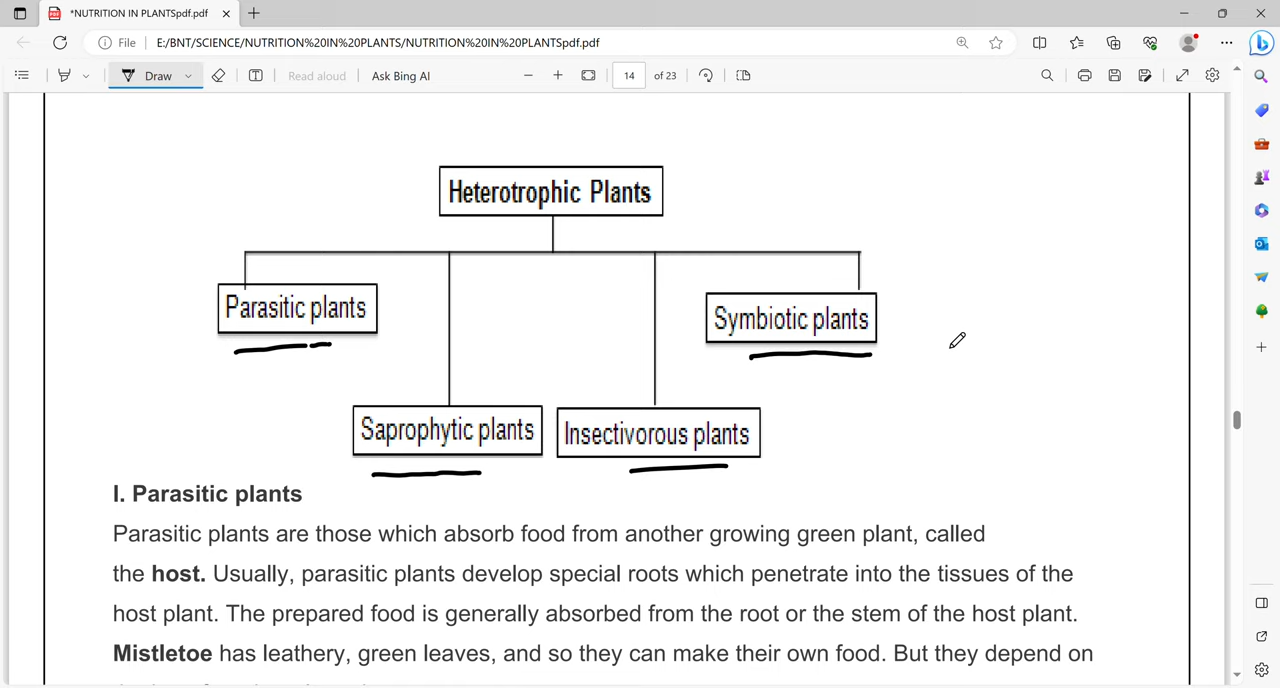 *NUTRITION IN PLANTSpdf.pdf
File E:/BNT/SCIENCE/NUTRITION%20IN%20PLANTS/NUTRITION%20IN%20PLANTSpdf.pdf
Draw Read aloud Ask Bing AI 14 of 23
Heterotrophic Plants
Parasitic plants
Symbiotic plants
Saprophytic plants
Insectivorous plants
I. Parasitic plants
Parasitic plants are those which absorb food from another growing green plant, called
the host. Usually, parasitic plants develop special roots which penetrate into the tissues of the
host plant. The prepared food is generally absorbed from the root or the stem of the host plant.
Mistletoe has leathery, green leaves, and so they can make their own food. But they depend on